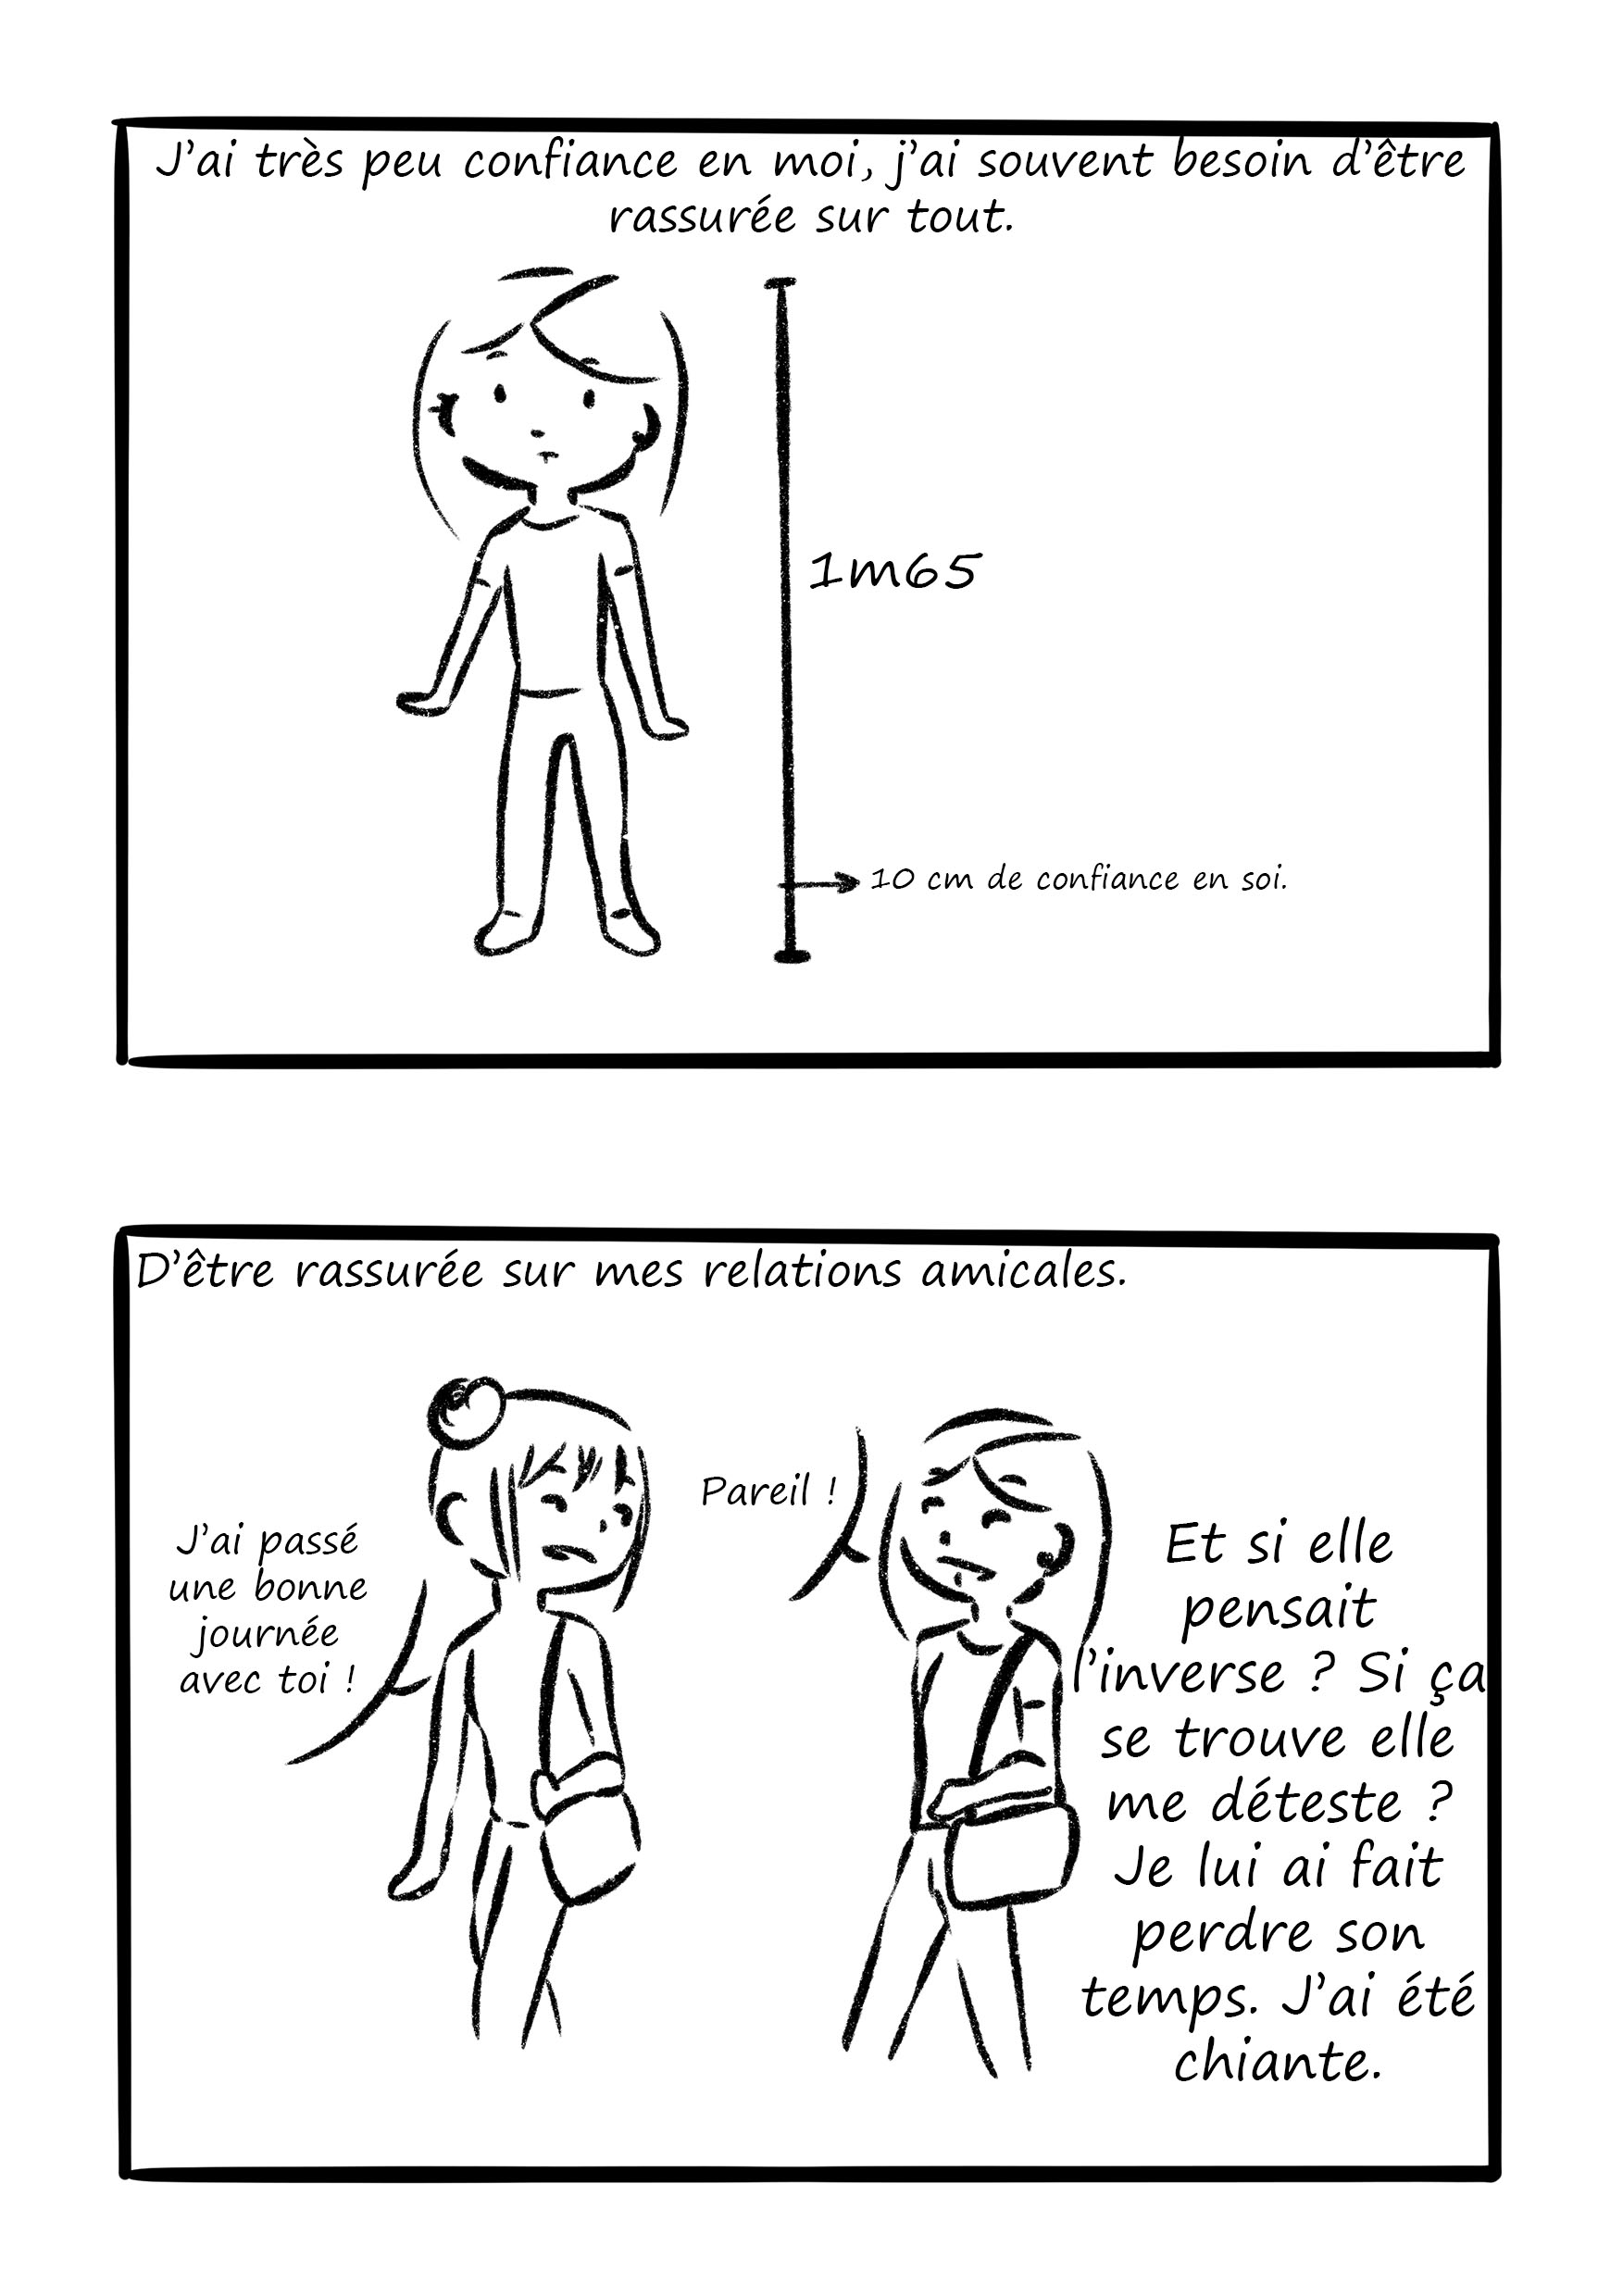 J'ai très peu confiance en moi, j'ai souvent besoin d'être
rassurée sur tout.
1m65
10 cm de confiance en soi.
D'être rassurée sur mes relations amicales.
J'ai passé
une bonne
journée
avec toi !
Pareil !
Et si elle
pensait
l'inverse ? Si ça
se trouve elle
me déteste ?
Je lui ai fait
perdre son
temps. J'ai été
chiante.